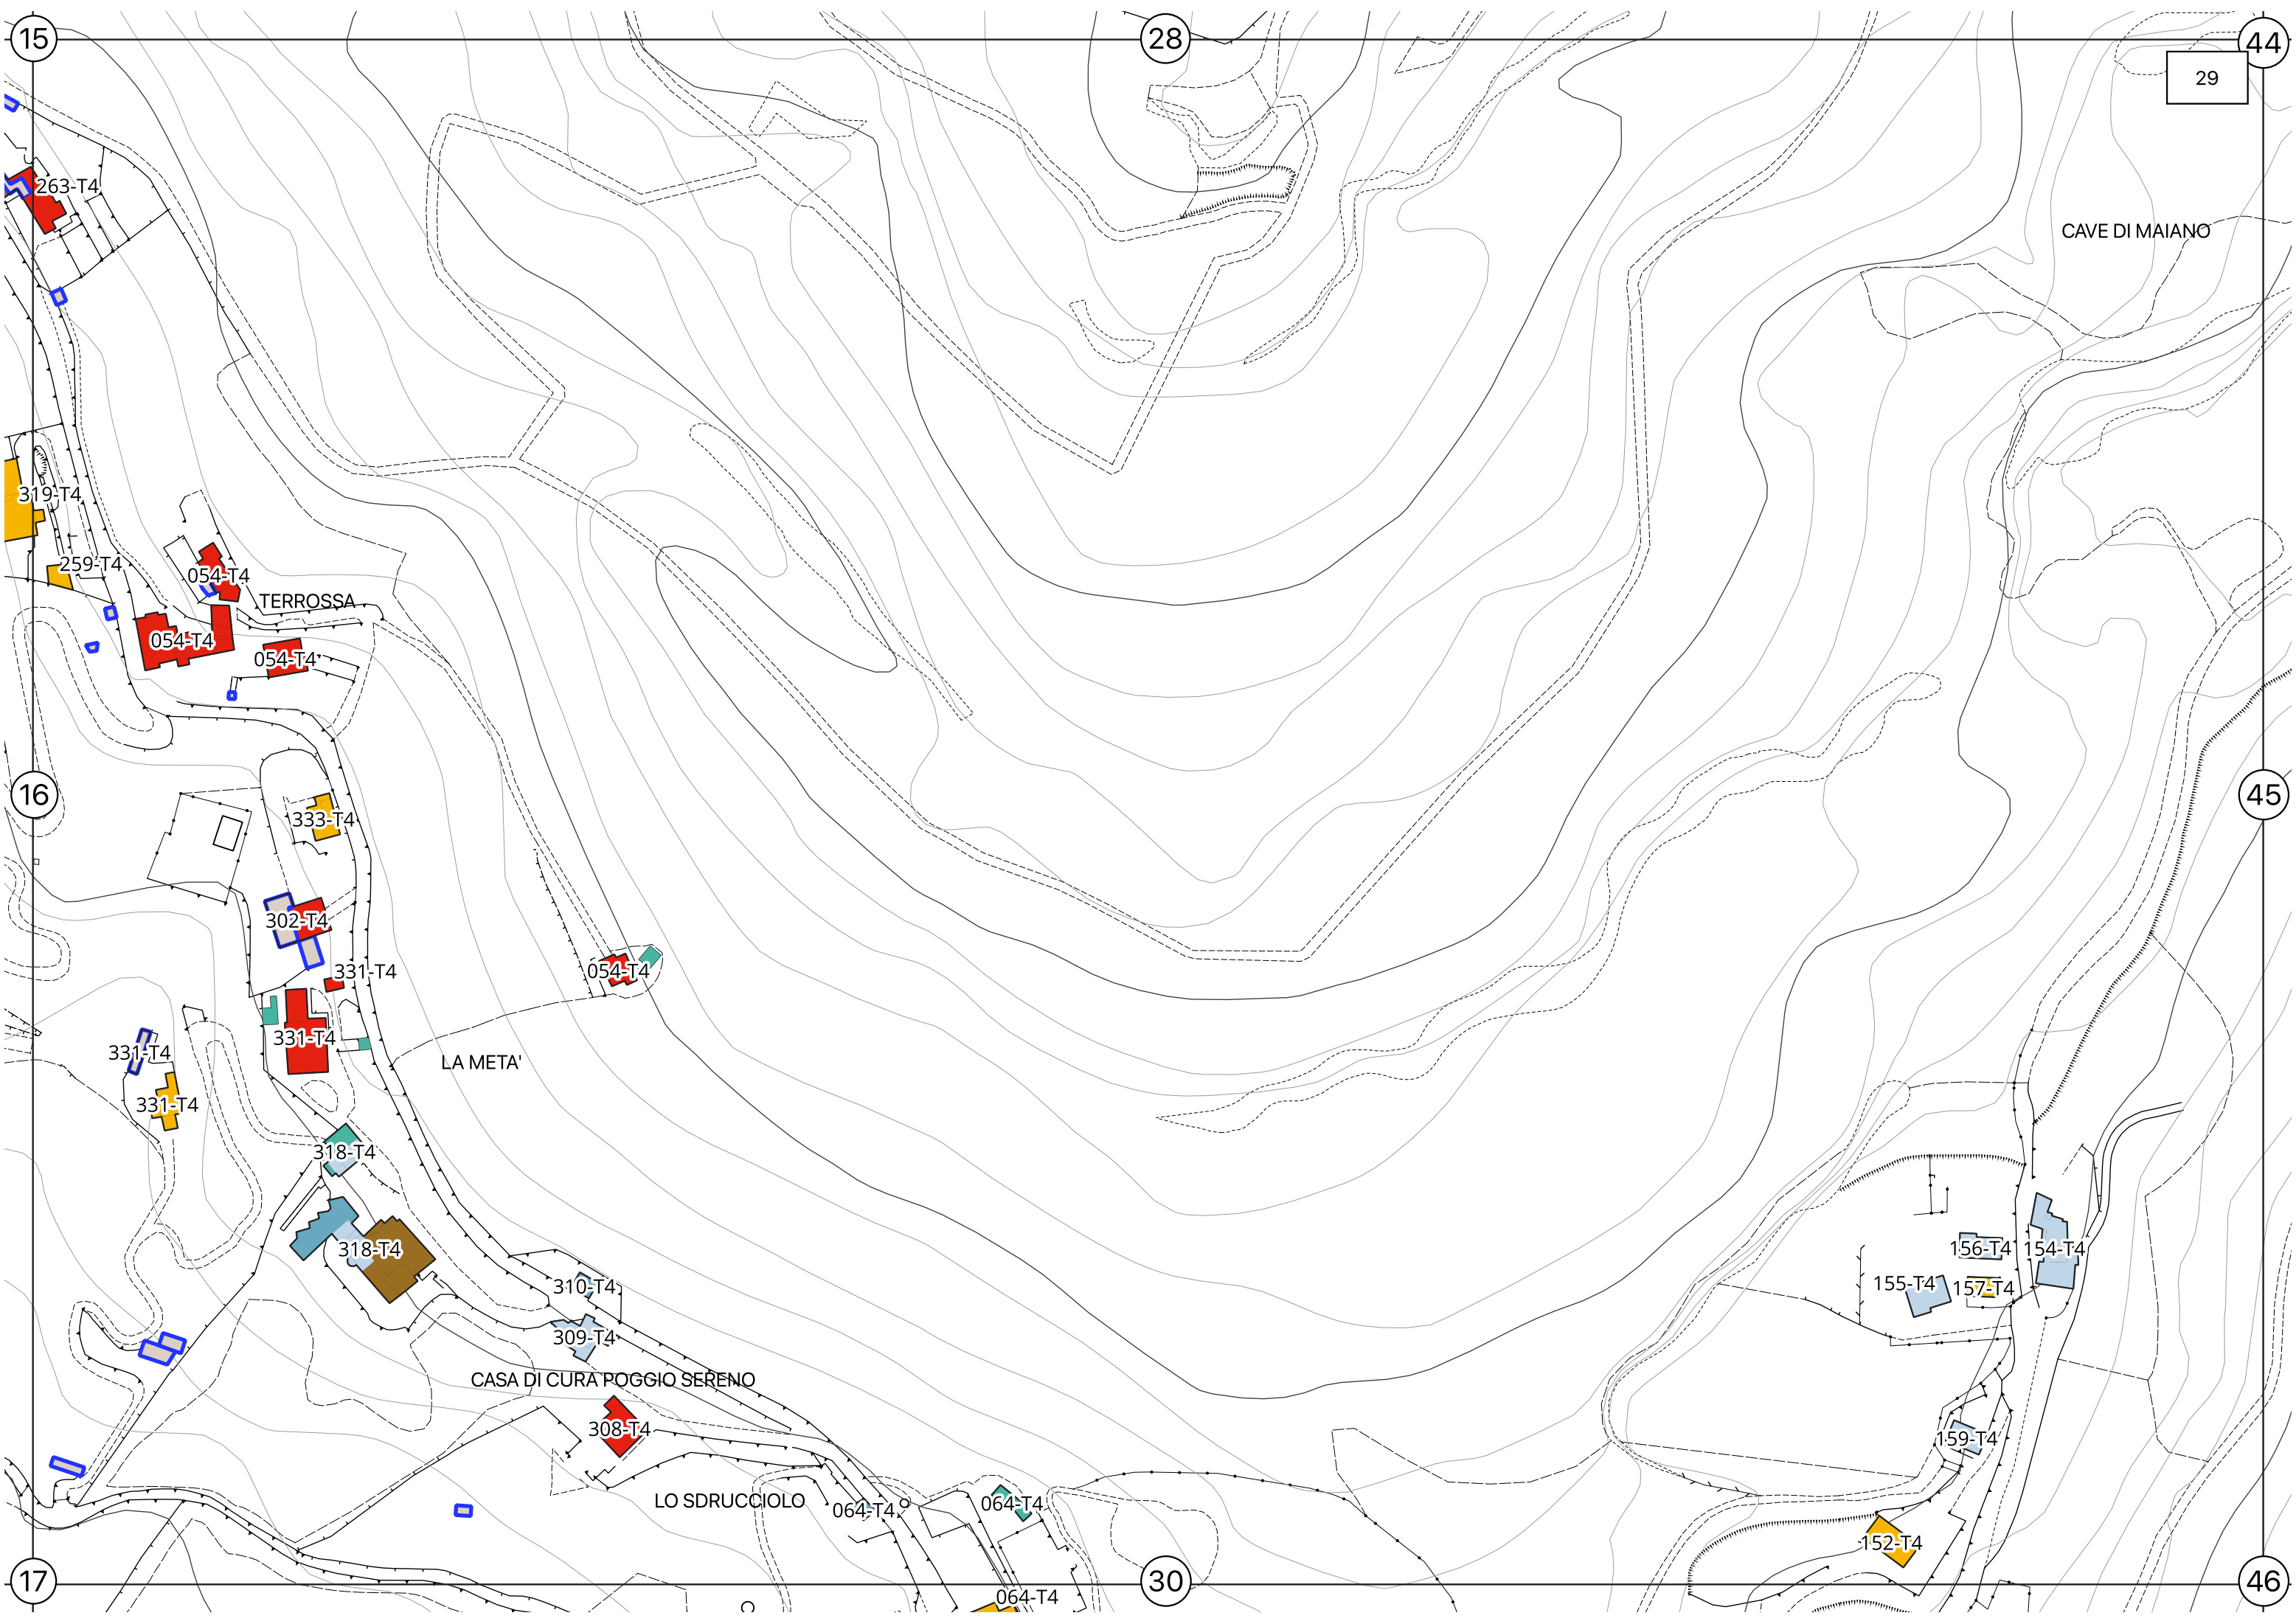 15
28
44
29
263-T4
CAVE DI MAIANO
319-T4
259-T4
054-T4
TERROSSA
054-T4
054-T4
16
45
333-T4
302-T4
331-T4
054-T4
331-T4
331-T4
LA META'
331-T4
318-T4
318-T4
156-T4
154-T4
310-T4
155-T4
157-T4
309-T4
CASA DI CURA POGGIO SERENO
308-T4
159-T4
LO SDRUCCIOLO
064-T4
064-T4
152-T4
17
30
46
064-T4